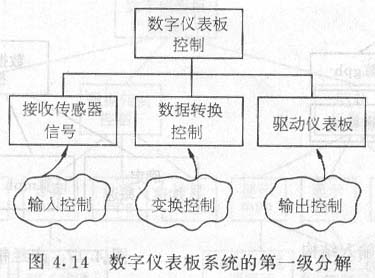 数字仪表板
控制
接收传感器
信号
数据转换
控制
驱动仪表板
输入控制
变换控制
输出控制
图 4.14 数字仪表板系统的第一级分解